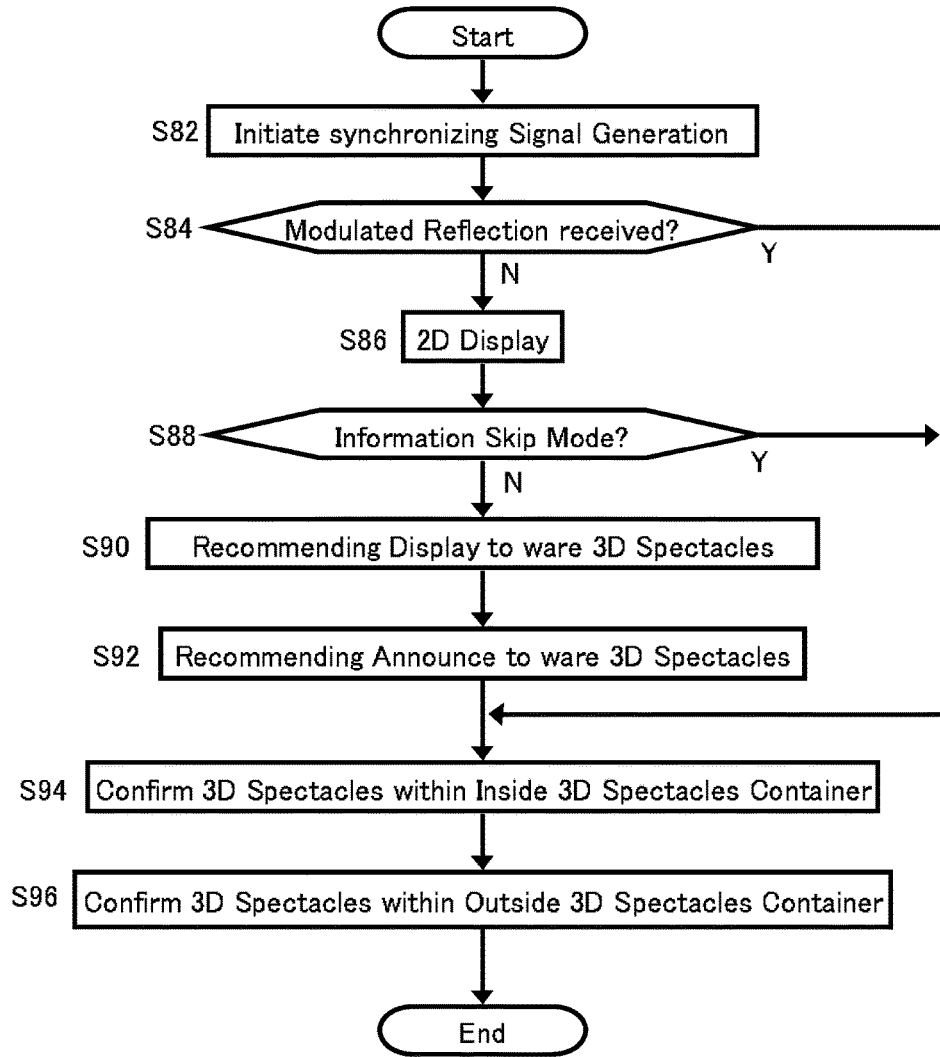 Start
S82 Initiate synchronizing Signal Generation
S84 Modulated Reflection received?
Y
N
S86 2D Display
S88 Information Skip Mode?
Y
N
S90 Recommending Display to ware 3D Spectacles
S92 Recommending Announce to ware 3D Spectacles
S94 Confirm 3D Spectacles within Inside 3D Spectacles Container
S96 Confirm 3D Spectacles within Outside 3D Spectacles Container
End